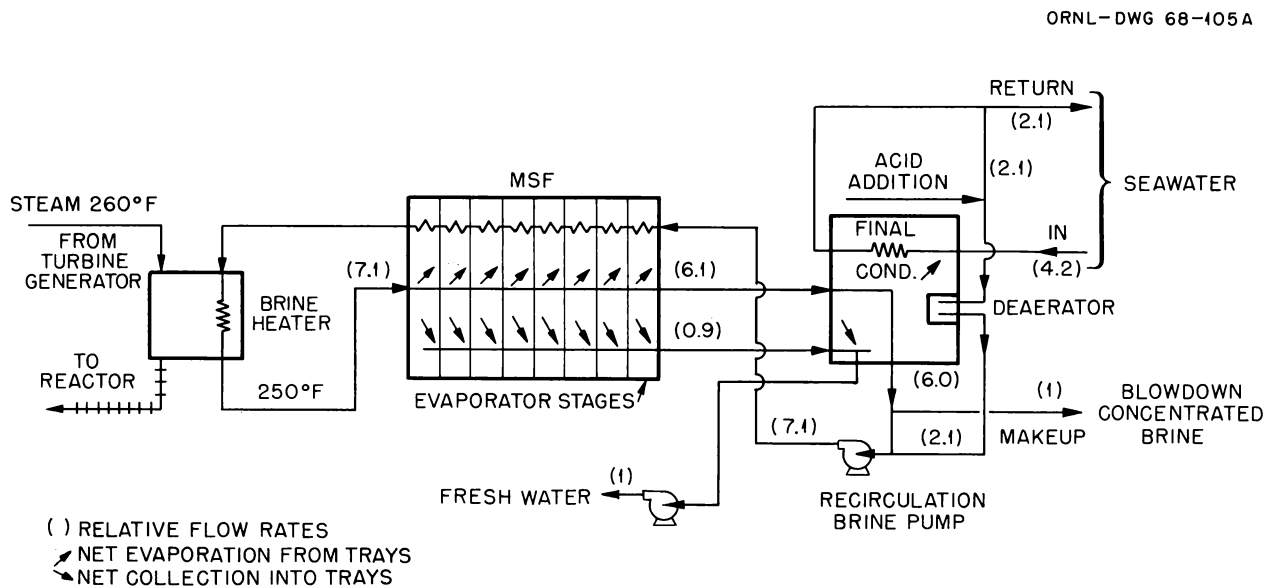 ORNL-DWG 68-105A
RETURN
(2.1)
ACID
ADDITION
(2.1)
SEAWATER
MSF
STEAM 260°F
FROM
TURBINE
GENERATOR
FINAL
COND.
IN
(4.2)
(7.1)
(6.1)
BRINE
HEATER
DEAERATOR
(0.9)
TO
REACTOR
250°F
EVAPORATOR STAGES
(6.0)
(1)
BLOWDOWN
CONCENTRATED
BRINE
(7.1)
(2.1)
MAKEUP
(1)
FRESH WATER
RECIRCULATION
BRINE PUMP
( ) RELATIVE FLOW RATES
NET EVAPORATION FROM TRAYS
NET COLLECTION INTO TRAYS